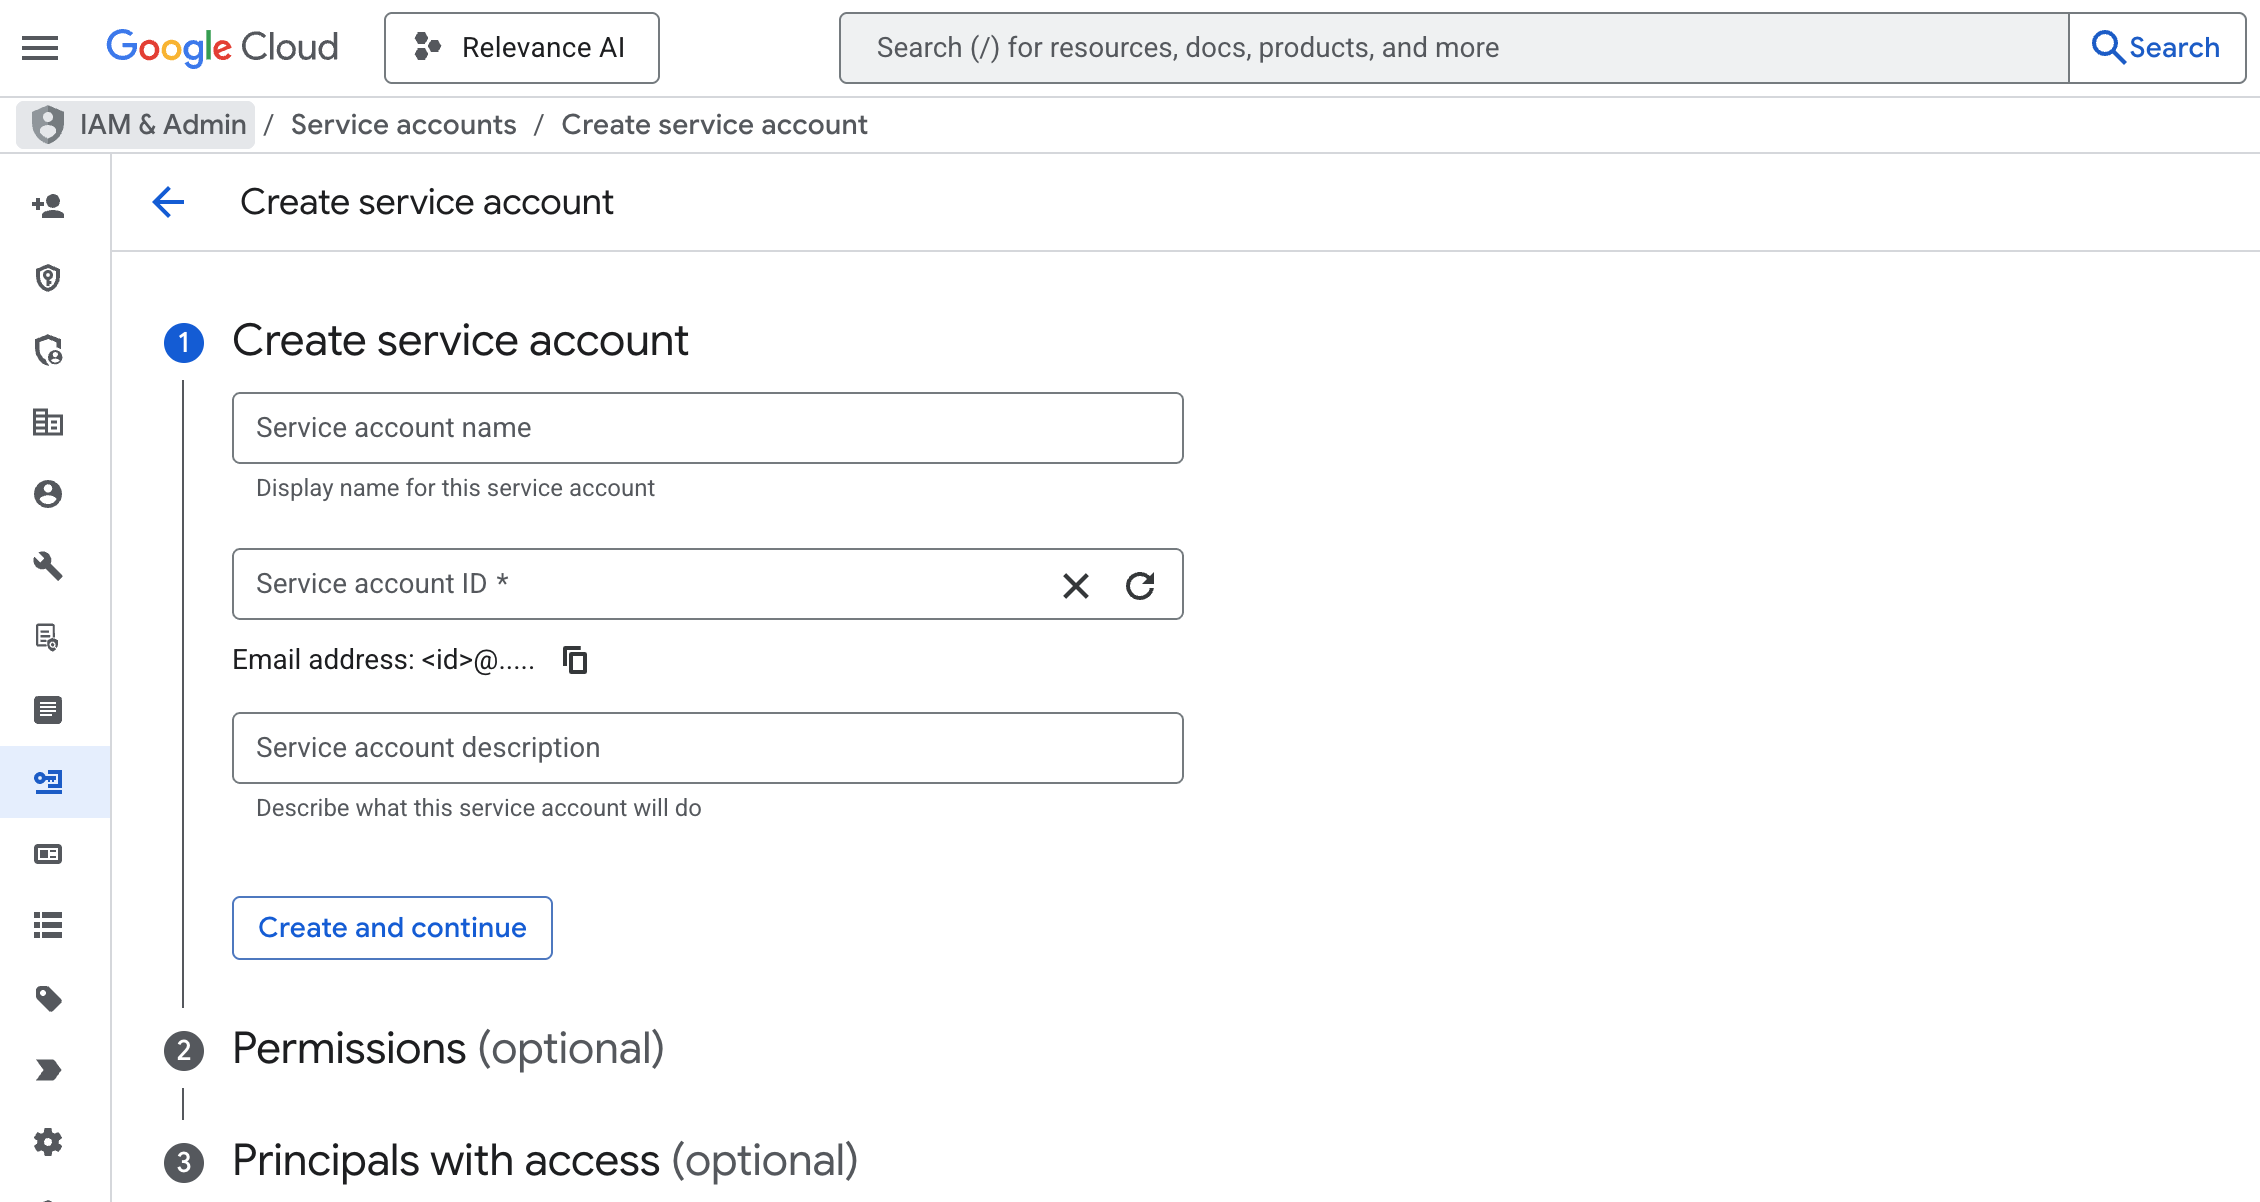 Google Cloud
Relevance AI
Search (/) for resources, docs, products, and more
Search
IAM & Admin / Service accounts / Create service account
Create service account
1 Create service account
Service account name
Display name for this service account
Service account ID *
Email address: <id>@.....
Service account description
Describe what this service account will do
Create and continue
2 Permissions (optional)
3 Principals with access (optional)